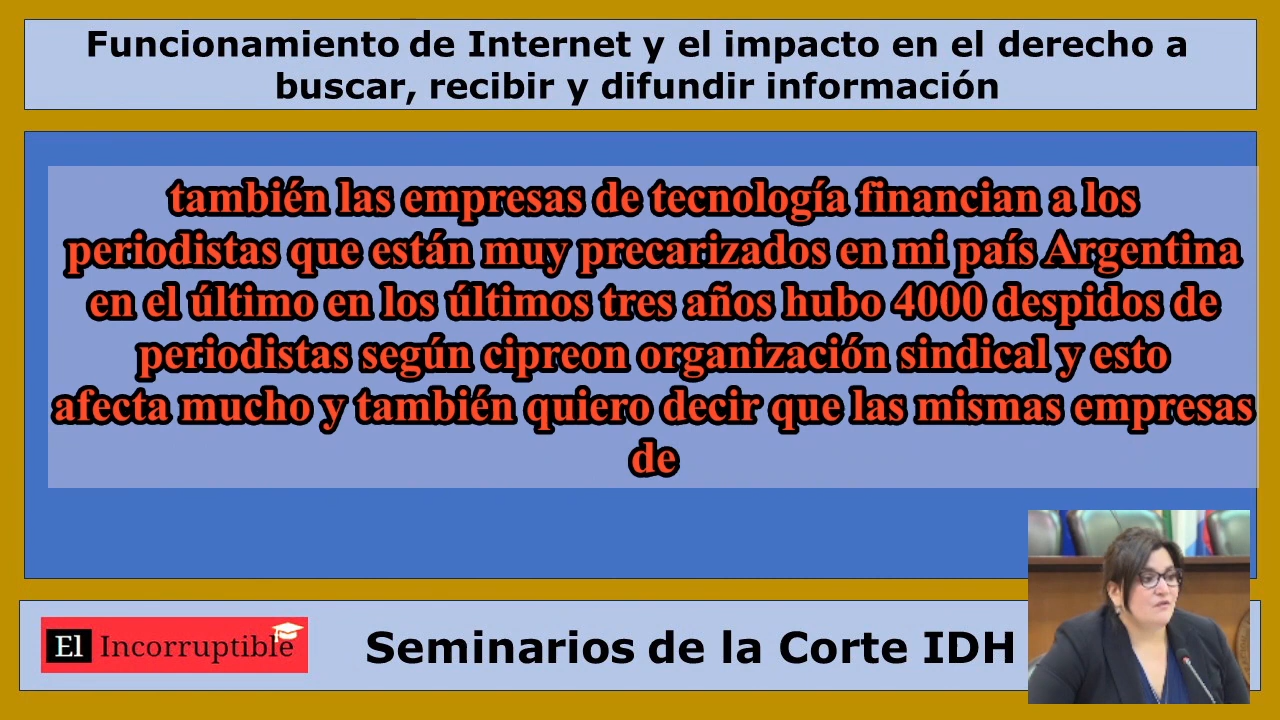 Funcionamiento de Internet y el impacto en el derecho a
buscar, recibir y difundir información
también las empresas de tecnología financian a los
periodistas que están muy precarizados en mi país Argentina
en el último en los últimos tres años hubo 4000 despidos de
periodistas según cipreon organización sindical y esto
afecta mucho y también quiero decir que las mismas empresas
de
El Incorruptible
Seminarios de la Corte IDH